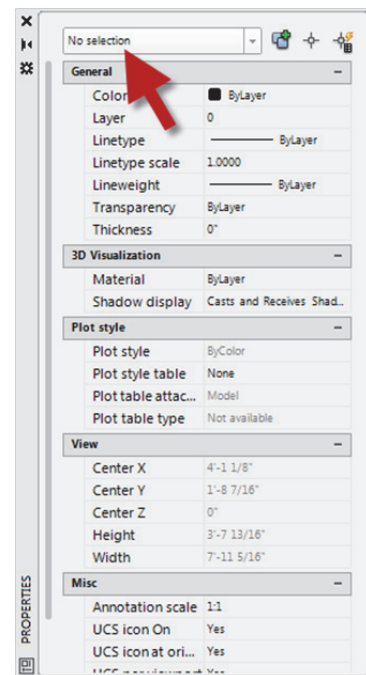 No selection
General
Color ByLayer
Layer 0
Linetype ByLayer
Linetype scale 1.0000
Lineweight ByLayer
Transparency ByLayer
Thickness 0"
3D Visualization
Material ByLayer
Shadow display Casts and Receives Shad...
Plot style
Plot style ByColor
Plot style table None
Plot table attac... Model
Plot table type Not available
View
Center X 4'-1 1/8"
Center Y 1'-8 7/16"
Center Z 0"
Height 3'-7 13/16"
Width 7'-11 5/16"
Misc
Annotation scale 1:1
UCS icon On Yes
UCS icon at ori... Yes
UCS per viewport Yes
PROPERTIES